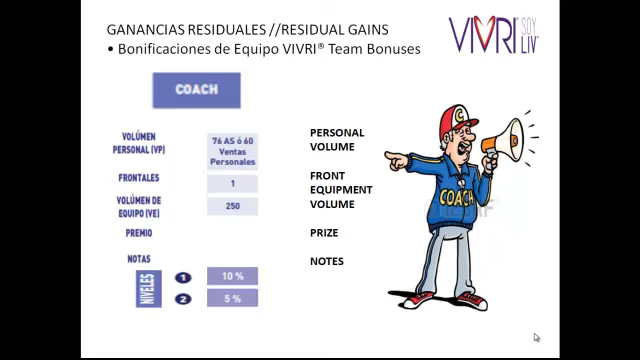 GANANCIAS RESIDUALES //RESIDUAL GAINS
• Bonificaciones de Equipo VIVRI® Team Bonuses
VIVRI® SOY LIV®
COACH
VOLÚMEN
PERSONAL (VP)
76 AS ó 60
Ventas
Personales
FRONTALES
1
VOLÚMEN DE
EQUIPO (VE)
250
PREMIO
NOTAS
NIVELES
1
10 %
2
5 %
PERSONAL
VOLUME
FRONT
EQUIPMENT
VOLUME
PRIZE
NOTES
C
COACH